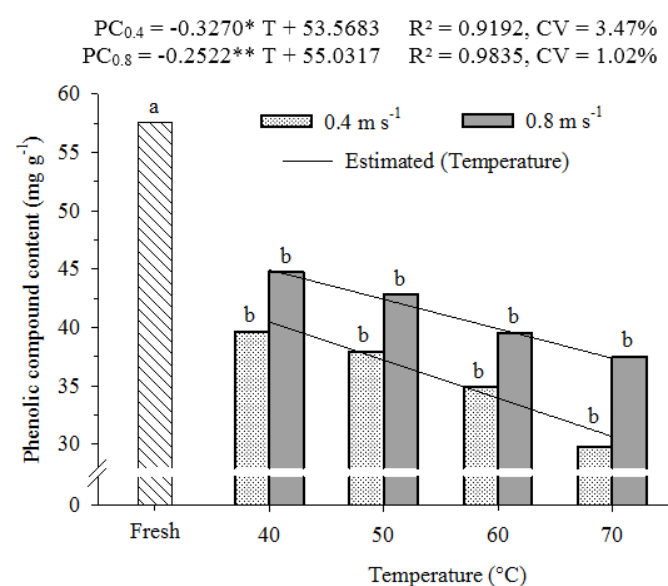 PC0.4 = -0.3270* T + 53.5683 R² = 0.9192, CV = 3.47%
PC0.8 = -0.2522** T + 55.0317 R² = 0.9835, CV = 1.02%
60
a
0.4 m s⁻¹ 0.8 m s⁻¹
57.5
Estimated (Temperature)
Phenolic compound content (mg g⁻¹)
50
45
b b
40
b b b b
35
b b
30
0
Fresh 40 50 60 70
Temperature (°C)